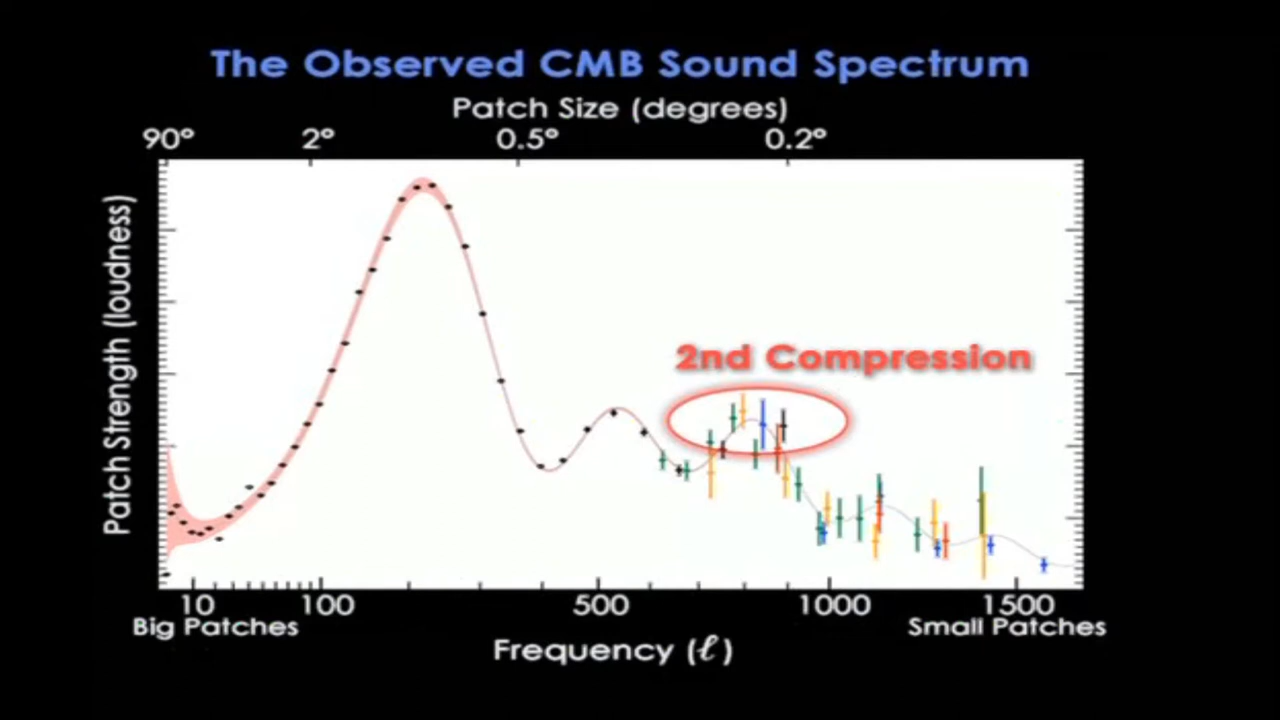 The Observed CMB Sound Spectrum
Patch Size (degrees)
90° 2° 0.5° 0.2°
Patch Strength (loudness)
2nd Compression
10 100 500 1000 1500
Big Patches Small Patches
Frequency (ℓ)